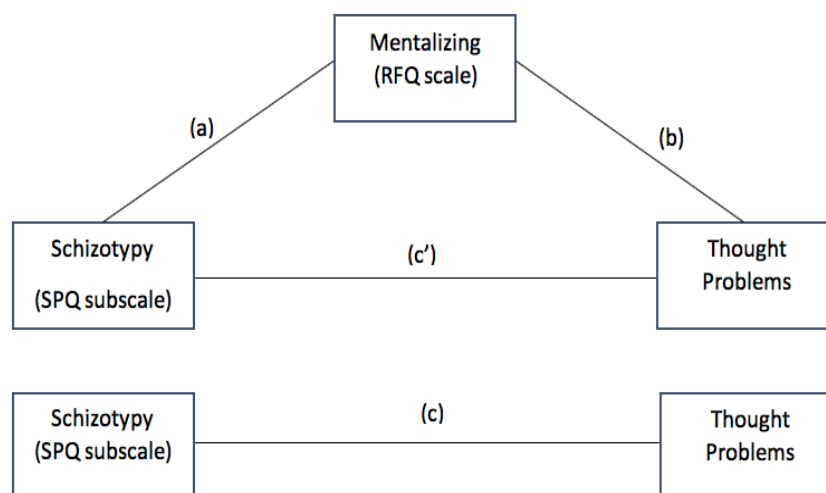 Mentalizing
(RFQ scale)
(a)
(b)
Schizotypy
(SPQ subscale)
(c’)
Thought
Problems
Schizotypy
(SPQ subscale)
(c)
Thought
Problems